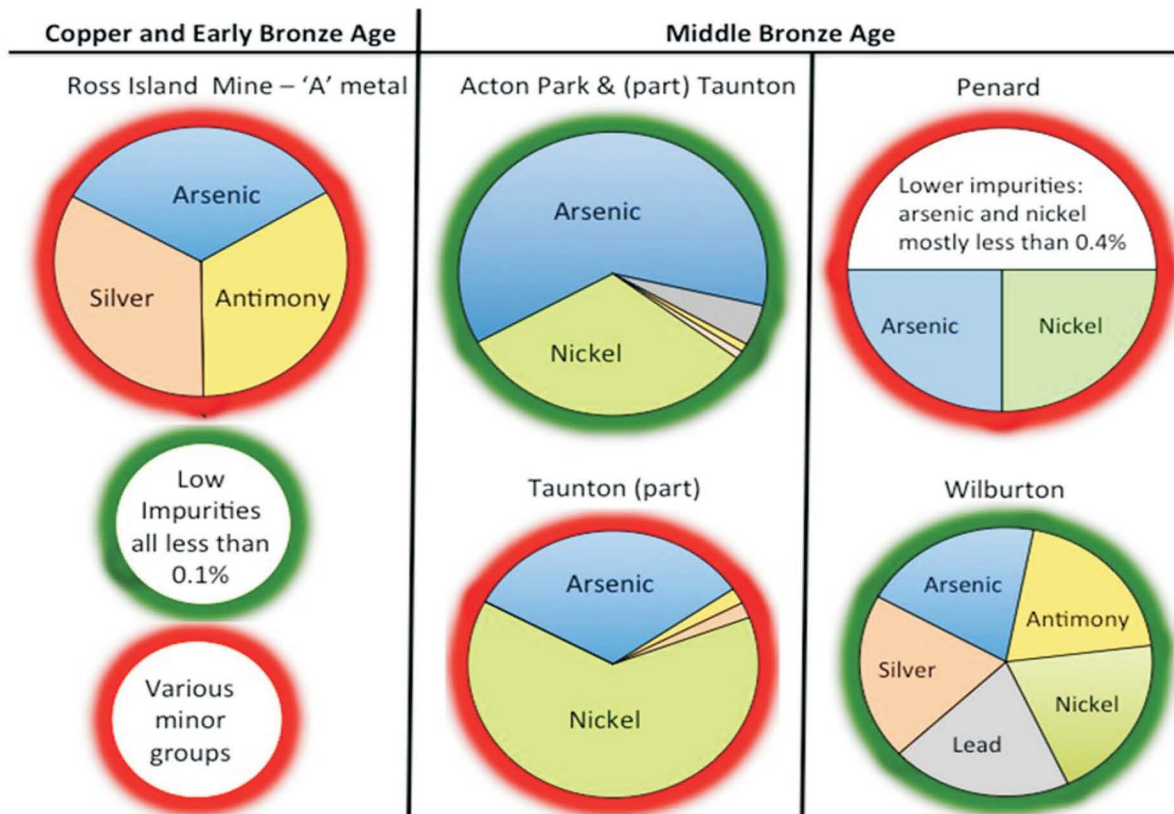 Copper and Early Bronze Age
Middle Bronze Age
Ross Island Mine – 'A' metal
Arsenic
Silver
Antimony
Low
Impurities
all less than
0.1%
Various
minor
groups
Acton Park & (part) Taunton
Arsenic
Nickel
Taunton (part)
Arsenic
Nickel
Penard
Lower impurities:
arsenic and nickel
mostly less than 0.4%
Arsenic
Nickel
Wilburton
Arsenic
Antimony
Silver
Nickel
Lead